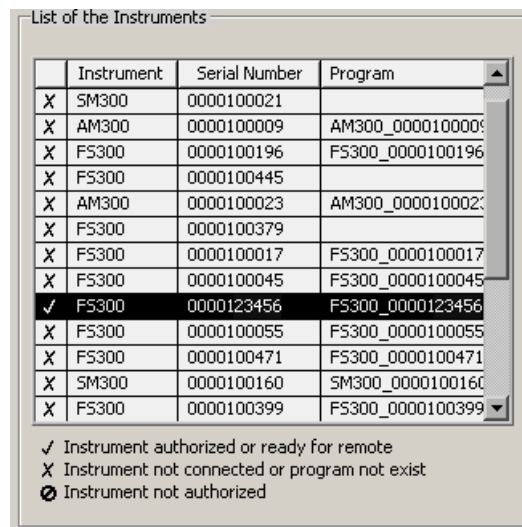 List of the Instruments
Instrument Serial Number Program
X SM300 0000100021
X AM300 0000100009 AM300_0000100009
X FS300 0000100196 FS300_0000100196
X FS300 0000100445
X AM300 0000100023 AM300_0000100023
X FS300 0000100379
X FS300 0000100017 FS300_0000100017
X FS300 0000100045 FS300_0000100045
✓ FS300 0000123456 FS300_0000123456
X FS300 0000100055 FS300_0000100055
X FS300 0000100471 FS300_0000100471
X SM300 0000100160 SM300_0000100160
X FS300 0000100399 FS300_0000100399
✓ Instrument authorized or ready for remote
X Instrument not connected or program not exist
Instrument not authorized